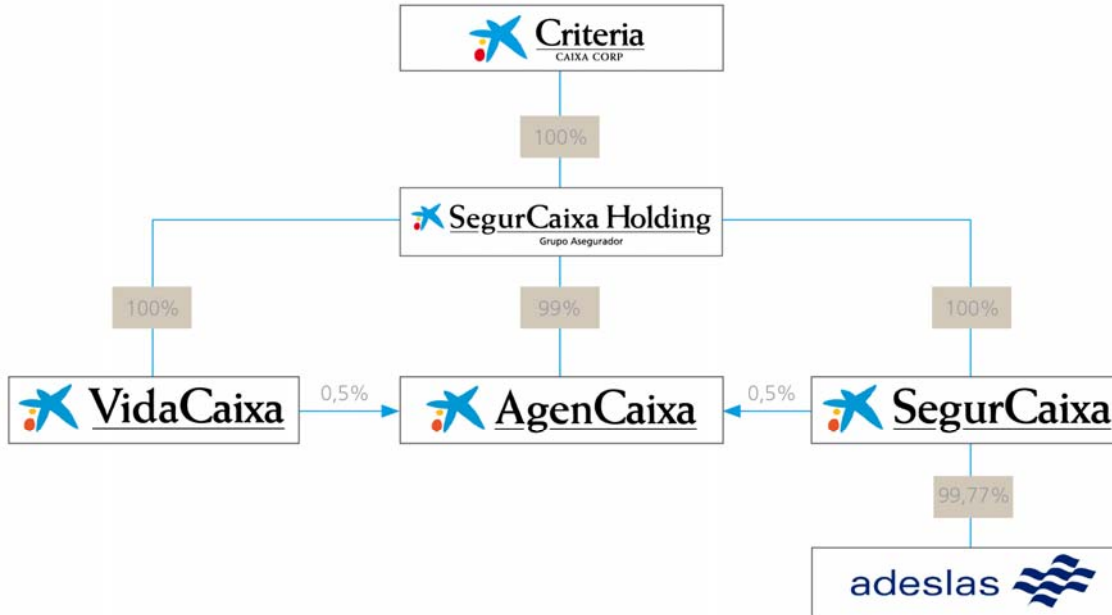 Criteria
CAIXA CORP
100%
SegurCaixa Holding
Grupo Asegurador
100%
99%
100%
VidaCaixa
0,5%
AgenCaixa
0,5%
SegurCaixa
99,77%
adeslas